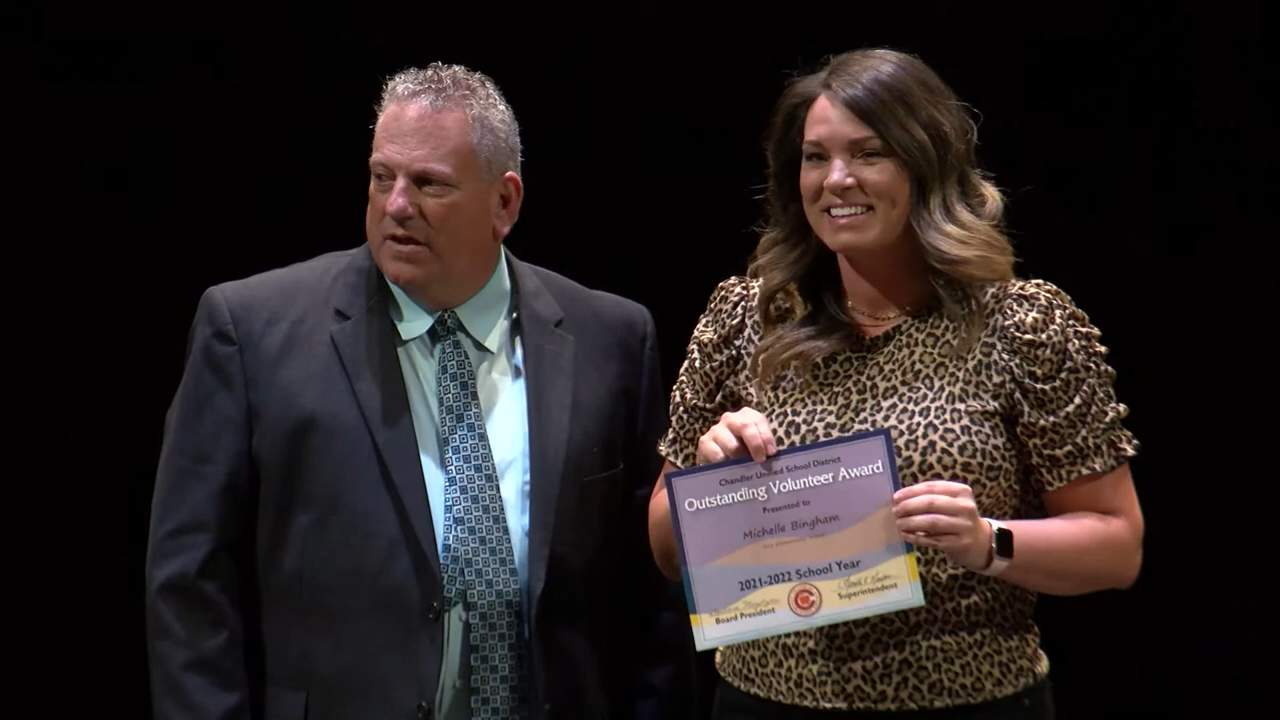 Chandler Unified School District
Outstanding Volunteer Award
Presented to
Michelle Bingham
2021-2022 School Year
Board President
Superintendent